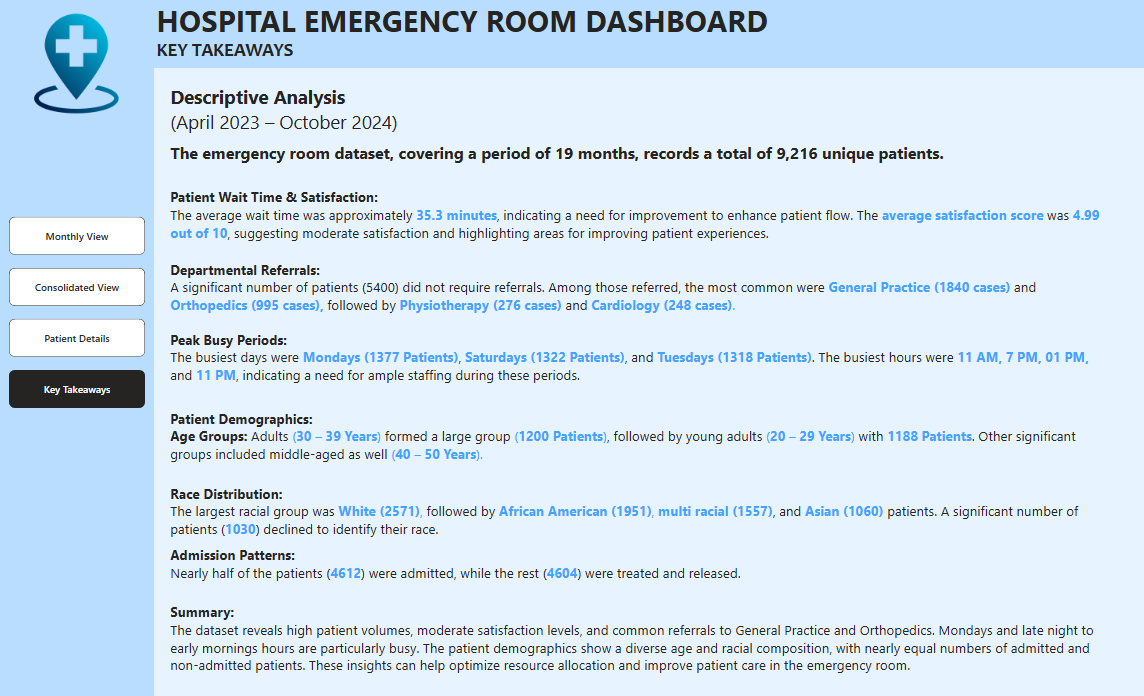 HOSPITAL EMERGENCY ROOM DASHBOARD
KEY TAKEAWAYS
Monthly View
Consolidated View
Patient Details
Key Takeaways
Descriptive Analysis
(April 2023 – October 2024)
The emergency room dataset, covering a period of 19 months, records a total of 9,216 unique patients.
Patient Wait Time & Satisfaction:
The average wait time was approximately 35.3 minutes, indicating a need for improvement to enhance patient flow. The average satisfaction score was 4.99
out of 10, suggesting moderate satisfaction and highlighting areas for improving patient experiences.
Departmental Referrals:
A significant number of patients (5400) did not require referrals. Among those referred, the most common were General Practice (1840 cases) and
Orthopedics (995 cases), followed by Physiotherapy (276 cases) and Cardiology (248 cases).
Peak Busy Periods:
The busiest days were Mondays (1377 Patients), Saturdays (1322 Patients), and Tuesdays (1318 Patients). The busiest hours were 11 AM, 7 PM, 01 PM,
and 11 PM, indicating a need for ample staffing during these periods.
Patient Demographics:
Age Groups: Adults (30 – 39 Years) formed a large group (1200 Patients), followed by young adults (20 – 29 Years) with 1188 Patients. Other significant
groups included middle-aged as well (40 – 50 Years).
Race Distribution:
The largest racial group was White (2571), followed by African American (1951), multi racial (1557), and Asian (1060) patients. A significant number of
patients (1030) declined to identify their race.
Admission Patterns:
Nearly half of the patients (4612) were admitted, while the rest (4604) were treated and released.
Summary:
The dataset reveals high patient volumes, moderate satisfaction levels, and common referrals to General Practice and Orthopedics. Mondays and late night to
early mornings hours are particularly busy. The patient demographics show a diverse age and racial composition, with nearly equal numbers of admitted and
non-admitted patients. These insights can help optimize resource allocation and improve patient care in the emergency room.